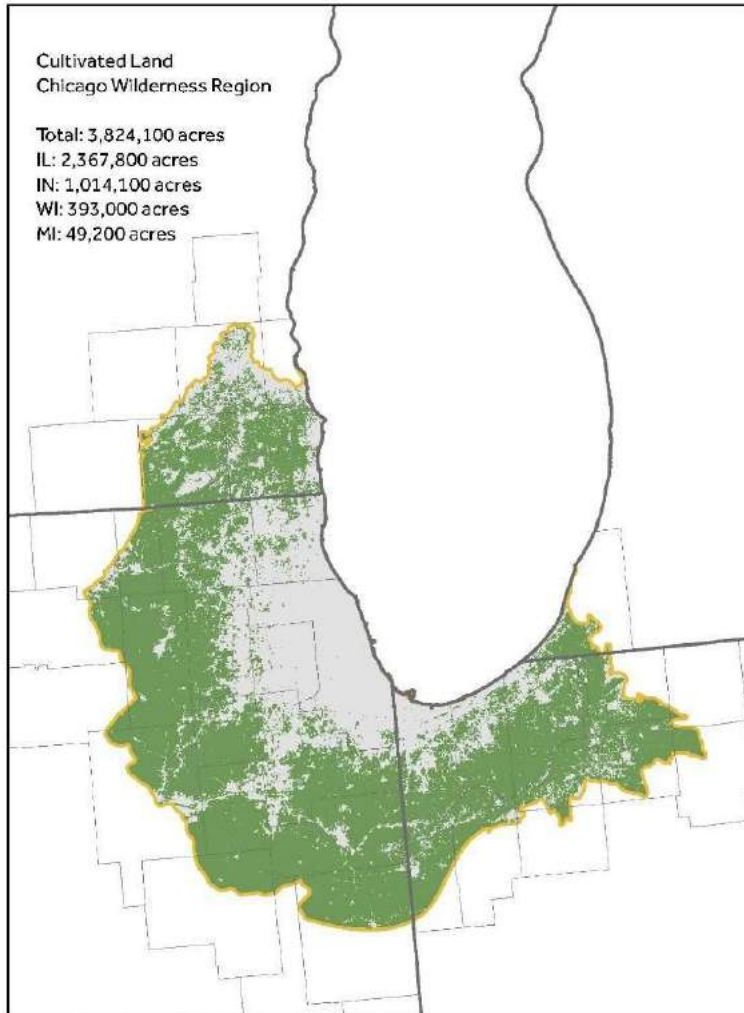 Cultivated Land
Chicago Wilderness Region
Total: 3,824,100 acres
IL: 2,367,800 acres
IN: 1,014,100 acres
WI: 393,000 acres
MI: 49,200 acres